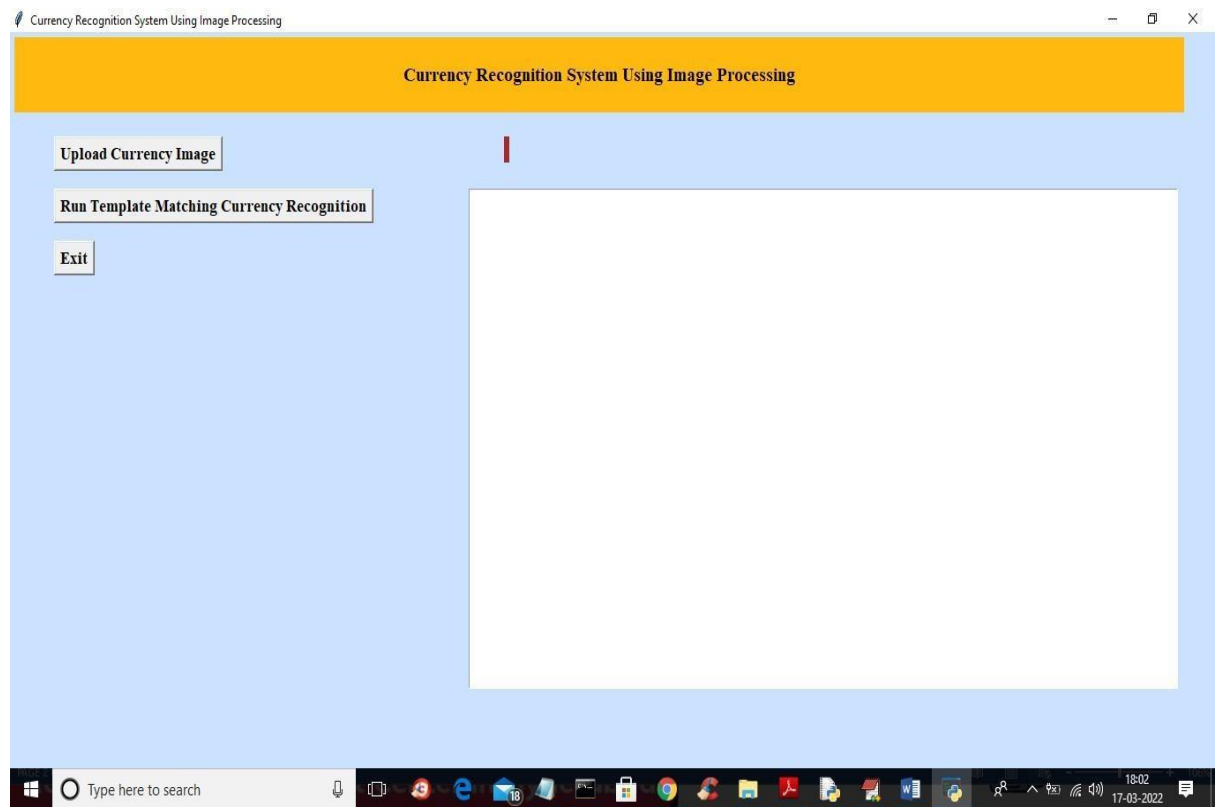 Currency Recognition System Using Image Processing
Currency Recognition System Using Image Processing
Upload Currency Image
Run Template Matching Currency Recognition
Exit
Type here to search
18
18:02
17-03-2022